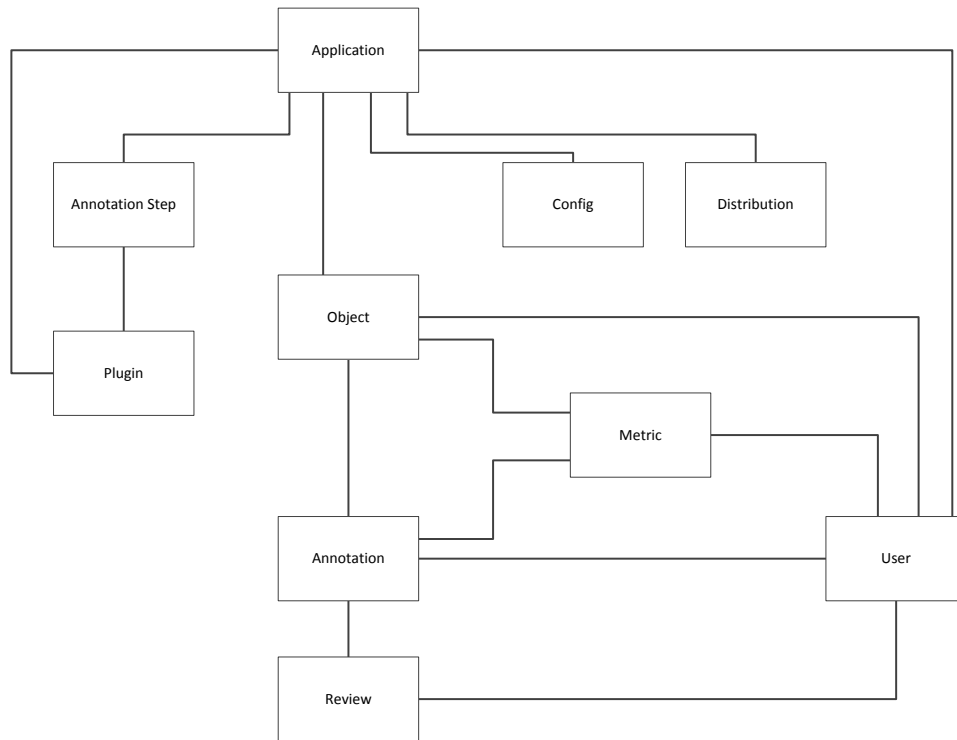 Application
Annotation Step
Config
Distribution
Object
Plugin
Metric
Annotation
User
Review